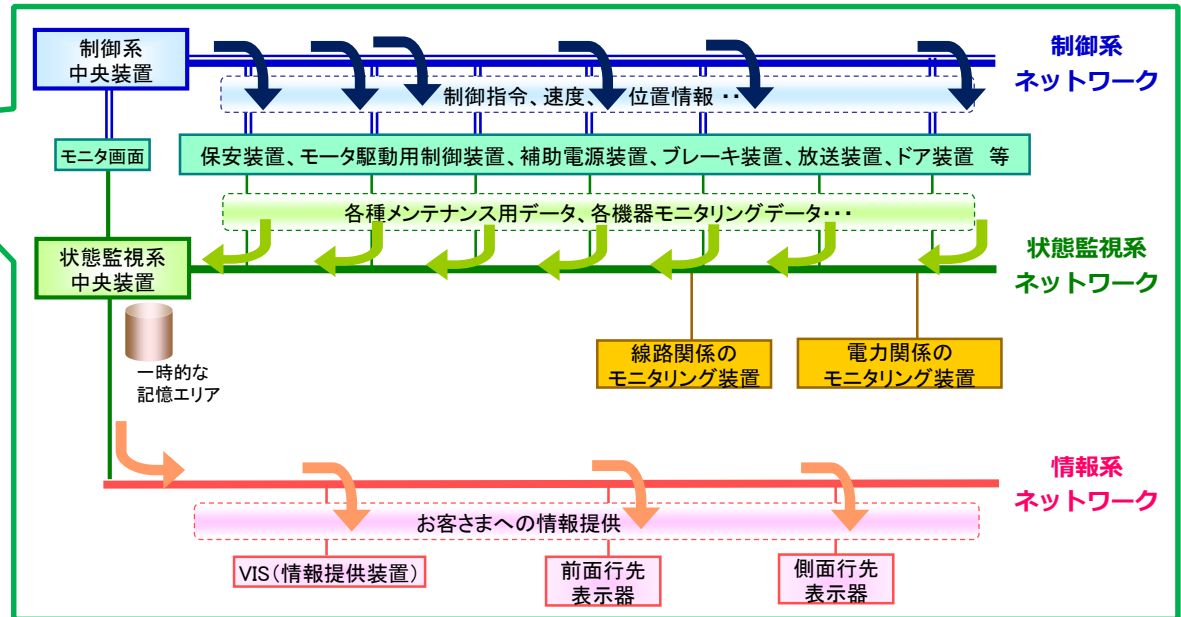 制御系
中央装置
制御系
ネットワーク
制御指令、速度、 位置情報 ・・
モニタ画面
保安装置、モータ駆動用制御装置、補助電源装置、ブレーキ装置、放送装置、ドア装置 等
各種メンテナンス用データ、各機器モニタリングデータ・・・
状態監視系
中央装置
状態監視系
ネットワーク
一時的な
記憶エリア
線路関係の
モニタリング装置
電力関係の
モニタリング装置
情報系
ネットワーク
お客さまへの情報提供
VIS(情報提供装置)
前面行先
表示器
側面行先
表示器